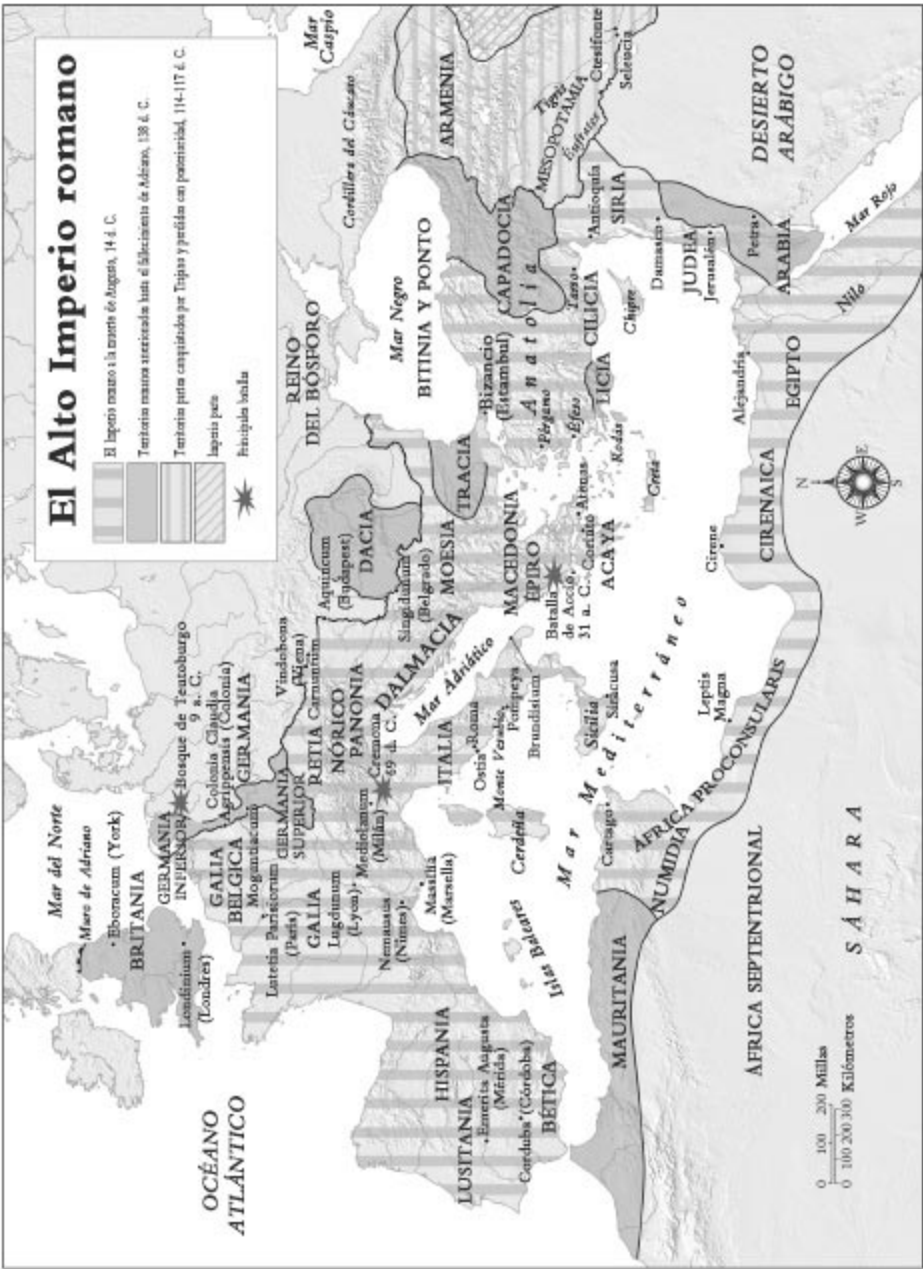 El Alto Imperio romano
El Imperio romano a la muerte de Augusto, 14 d. C.
Territorios romanos anexionados hasta el fallecimiento de Adriano, 138 d. C.
Territorios partos conquistados por Trajano y perdidos con posterioridad, 114-117 d. C.
Imperio parto
Principales batallas
Mar
Caspio
Cordillera del Cáucaso
ARMENIA
Tigris
MESOPOTAMIA
Éufrates
Ctesifonte
Seleucia
DESIERTO
ARÁBIGO
REINO
DEL BÓSFORO
Mar Negro
BITINIA Y PONTO
CAPADOCIA
Anatolia
Antioquía
SIRIA
Tarso
CILICIA
Chipre
Damasco
JUDEA
Jerusalén
Petra
ARABIA
Mar Rojo
Nilo
Bizancio
(Estambul)
Pérgamo
Éfeso
LICIA
Rodas
Creta
Alejandría
EGIPTO
Mar del Norte
Muro de Adriano
Eboracum (York)
BRITANIA
Londinium
(Londres)
GERMANIA
INFERIOR
Bosque de Teutoburgo
9 a. C.
Colonia Claudia
Agrippensis (Colonia)
GERMANIA
GALIA
BELGICA
Moguntiacum
GERMANIA
SUPERIOR
Lutetia Parisiorum
(París)
GALIA
Lugdunum
(Lyon)
Nemausus
(Nimes)
Massilia
(Marsella)
Mediolanum
(Milán)
Cremona
69 d. C.
Vindobona
(Viena)
Carnuntum
RETIA
NÓRICO
PANONIA
DALMACIA
Aquincum
(Budapest)
DACIA
Singidunum
(Belgrado)
MOESIA
TRACIA
MACEDONIA
EPIRO
Batalla
de Accio
31 a. C.
Corinto
Atenas
ACAYA
Mar Adriático
ITALIA
Ostia
Roma
Monte Vesubio
Pompeya
Brundisium
Cerdeña
Sicilia
Siracusa
Mar Mediterráneo
Islas Baleares
OCÉANO
ATLÁNTICO
HISPANIA
LUSITANIA
Emerita Augusta
(Mérida)
Corduba (Córdoba)
BÉTICA
MAURITANIA
NUMIDIA
Cartago
ÁFRICA PROCONSULARIS
Leptis
Magna
Cirene
CIRENAICA
ÁFRICA SEPTENTRIONAL
SÁHARA
N
E
S
W
0 100 200 Millas
0 100 200 300 Kilómetros